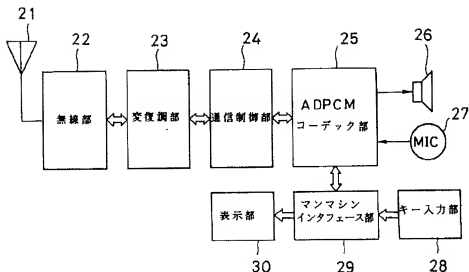 21
22
23
24
25
26
27
無線部
変復調部
通信制御部
ADPCM
コーデック部
MIC
表示部
マンマシン
インタフェース部
キー入力部
30
29
28